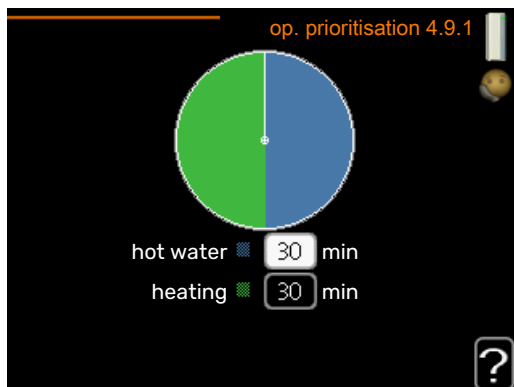 op. prioritisation 4.9.1
hot water 30 min
heating 30 min
?